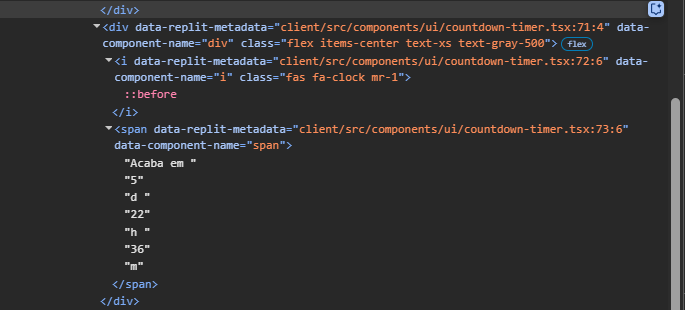 </div>
<div data-replit-metadata="client/src/components/ui/countdown-timer.tsx:71:4" data-
component-name="div" class="flex items-center text-xs text-gray-500"> flex
<i data-replit-metadata="client/src/components/ui/countdown-timer.tsx:72:6" data-
component-name="i" class="fas fa-clock mr-1">
::before
</i>
<span data-replit-metadata="client/src/components/ui/countdown-timer.tsx:73:6"
data-component-name="span">
"Acaba em "
"5"
"d "
"22"
"h "
"36"
"m"
</span>
</div>